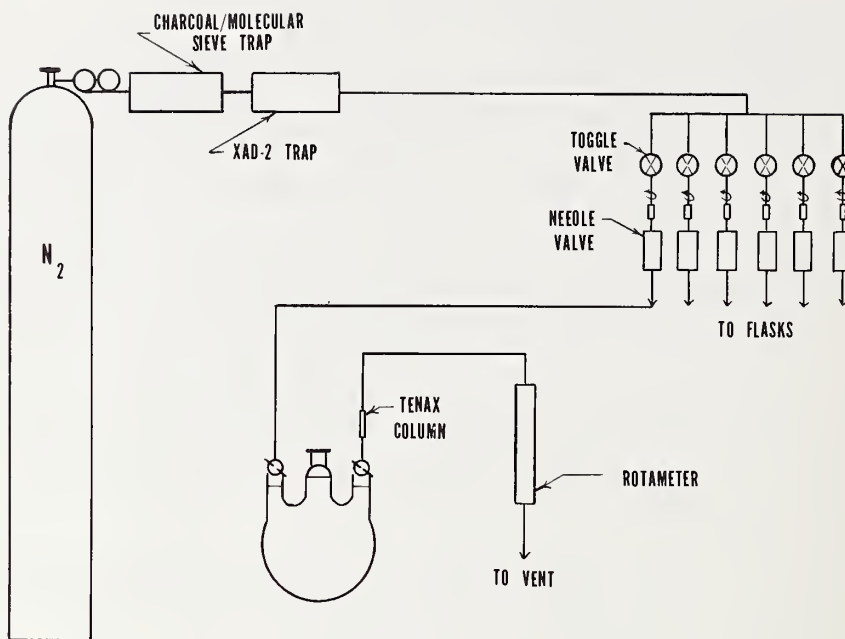 CHARCOAL/MOLECULAR
SIEVE TRAP
XAD-2 TRAP
TOGGLE
VALVE
NEEDLE
VALVE
N2
TO FLASKS
TENAX
COLUMN
ROTAMETER
TO VENT